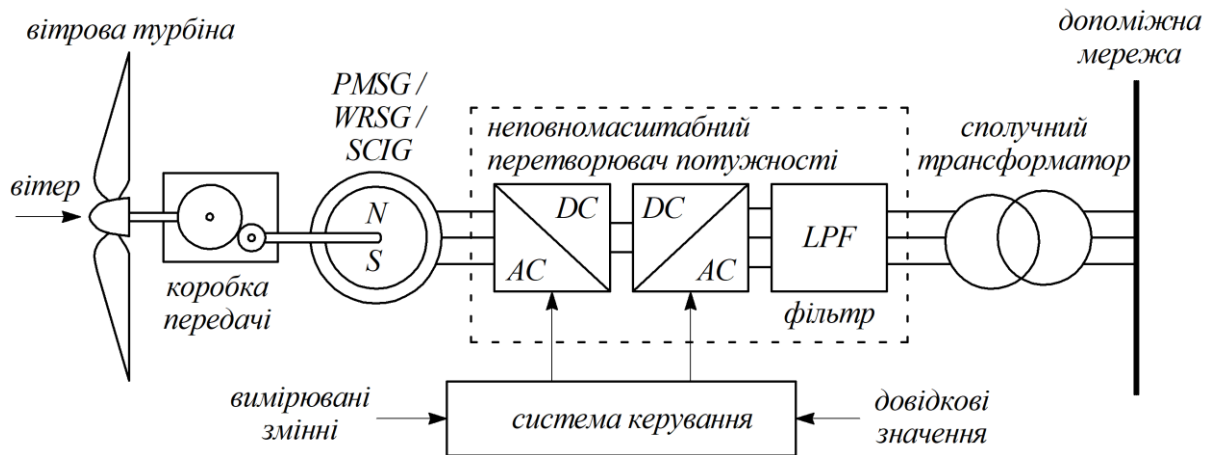 вітрова турбіна
допоміжна
мережа
PMSG /
WRSG /
SCIG
неповномасштабний
перетворювач потужності
сполучний
трансформатор
вітер
N
S
DC
AC
DC
AC
LPF
коробка
передачі
фільтр
вимірювані
змінні
система керування
довідкові
значення